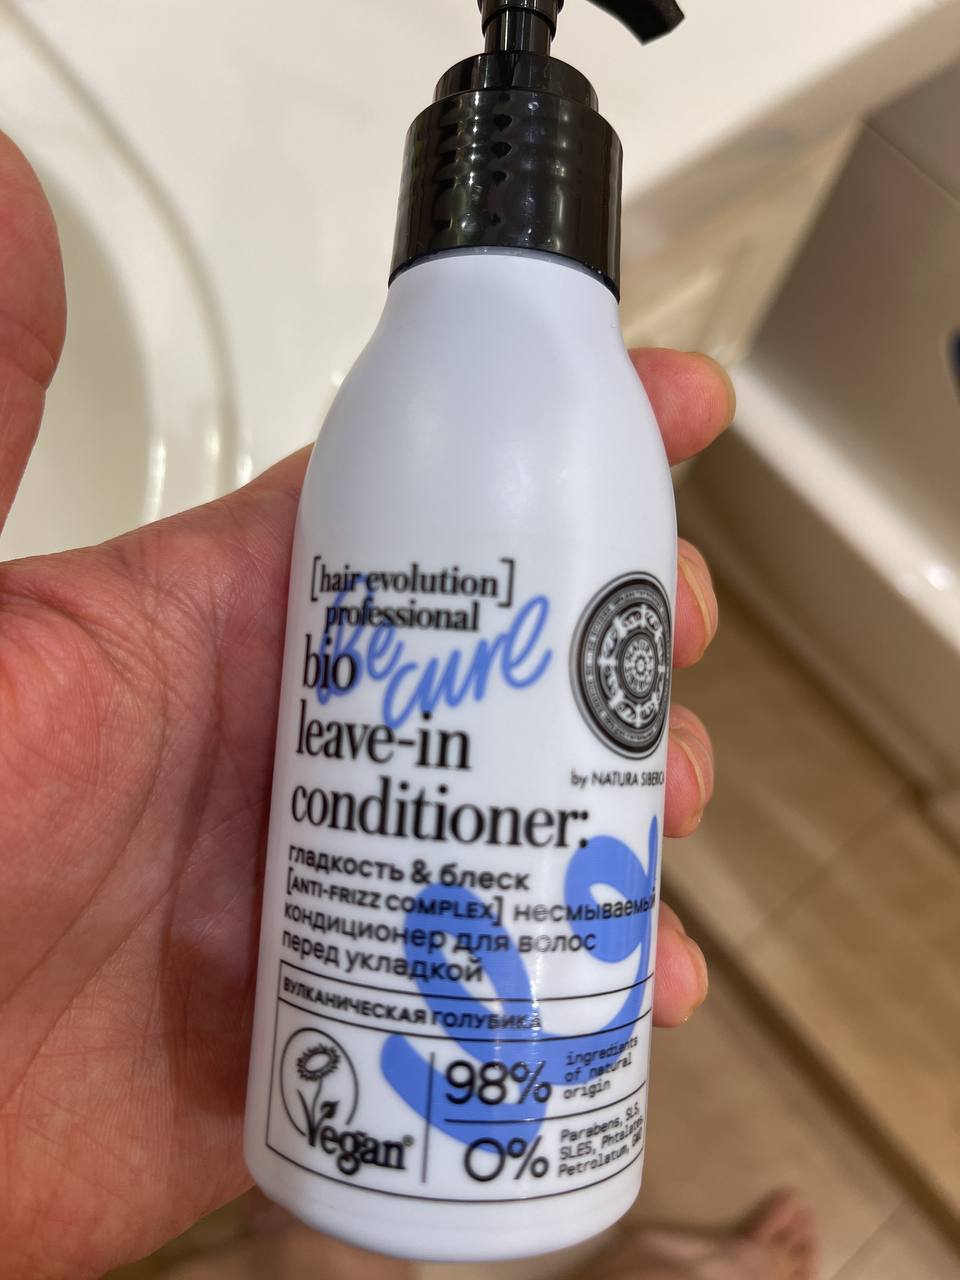 [hair evolution]
professional
Be curl
bio
leave-in
conditioner:
by NATURA SIBERICA
гладкость & блеск
[ANTI-FRIZZ COMPLEX] несмываемый
кондиционер для волос
перед укладкой
ВУЛКАНИЧЕСКАЯ ГОЛУБИКА
Vegan
98% ingredients
of natural
origin
0% Parabens, SLS,
SLES, Phtalates,
Petrolatum,